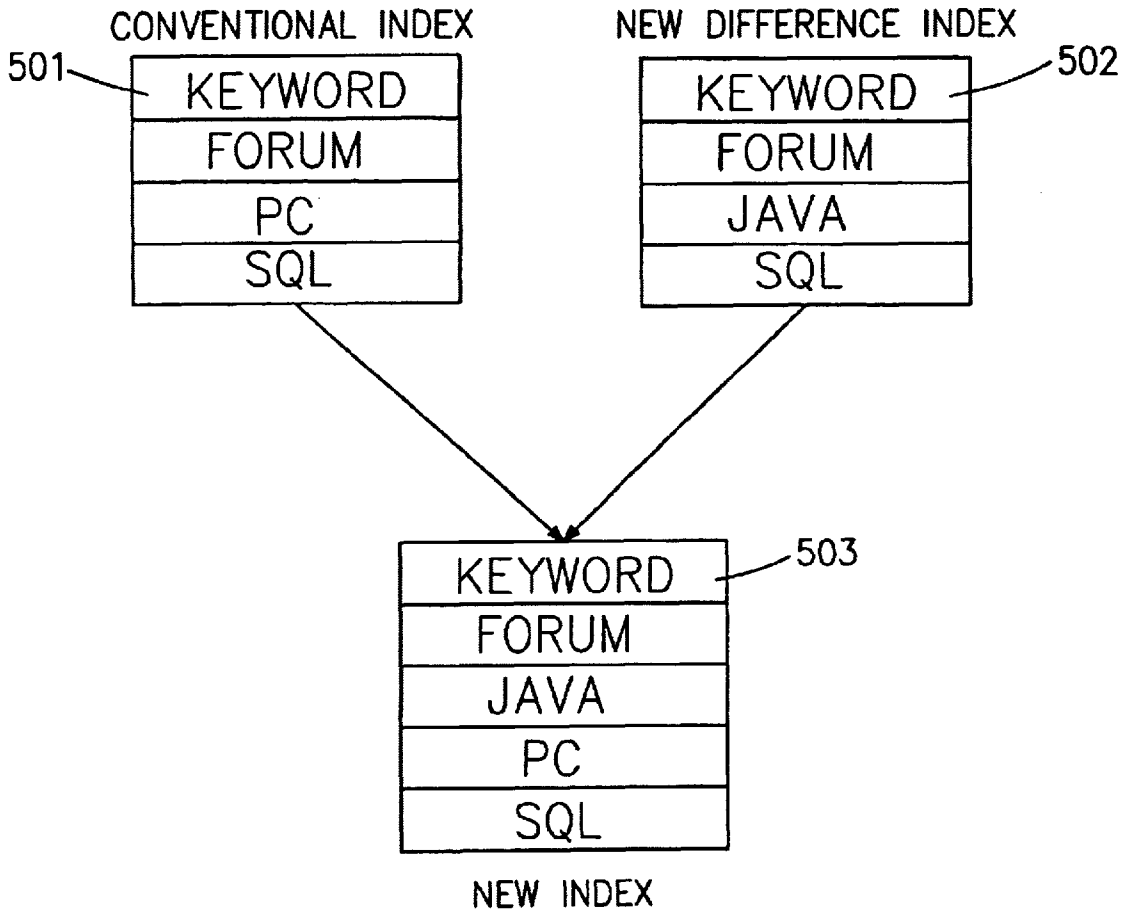 CONVENTIONAL INDEX
501
KEYWORD
FORUM
PC
SQL
NEW DIFFERENCE INDEX
502
KEYWORD
FORUM
JAVA
SQL
503
KEYWORD
FORUM
JAVA
PC
SQL
NEW INDEX